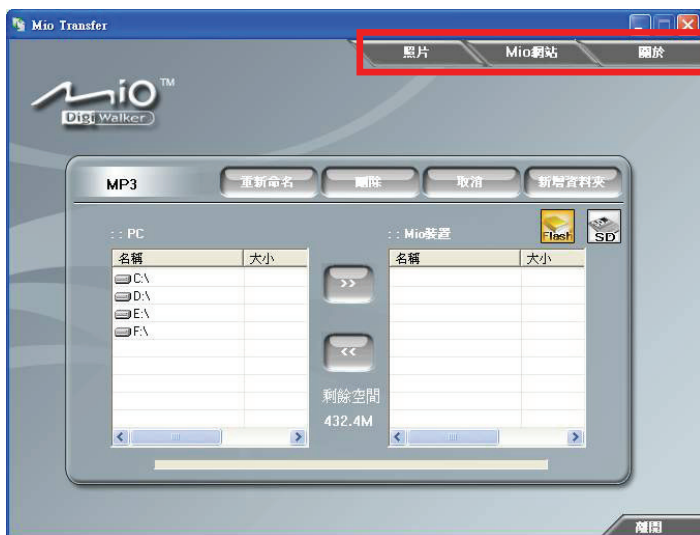 Mio Transfer
照片 Mio網站 關於
Mio TM
DigiWalker
MP3 重新命名 刪除 取消 新增資料夾
: : PC : : Mio裝置 Flash SD
名稱 大小 名稱 大小
C:\
D:\
E:\
F:\
>>
<<
剩餘空間
432.4M
離開